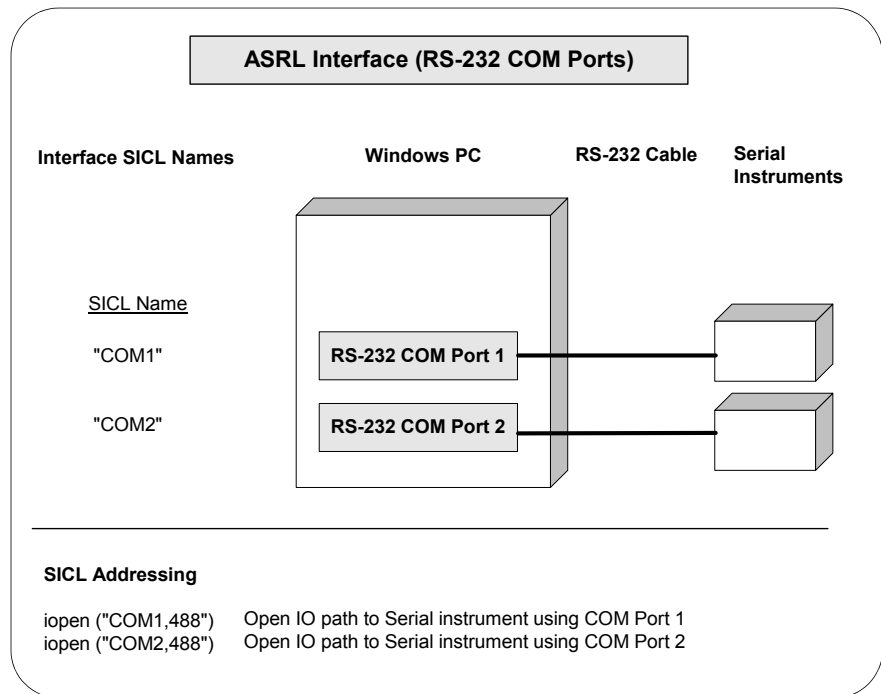 ASRL Interface (RS-232 COM Ports)
Interface SICL Names
Windows PC
RS-232 Cable
Serial
Instruments
SICL Name
"COM1"
RS-232 COM Port 1
"COM2"
RS-232 COM Port 2
SICL Addressing
iopen ("COM1,488") Open IO path to Serial instrument using COM Port 1
iopen ("COM2,488") Open IO path to Serial instrument using COM Port 2